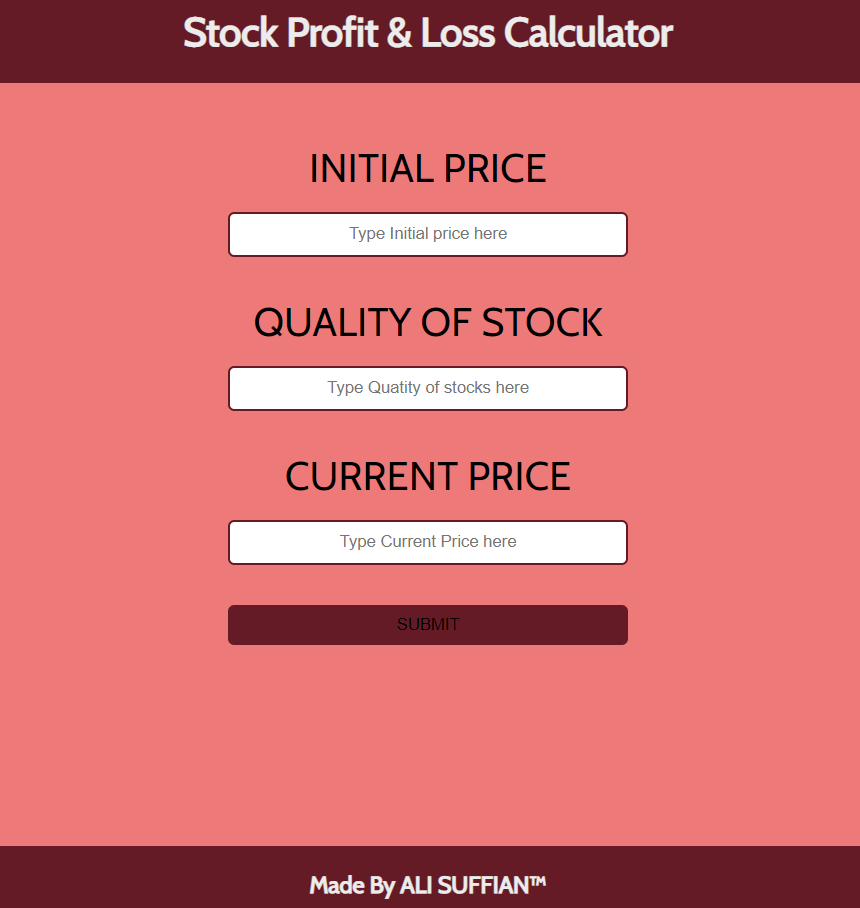 Stock Profit & Loss Calculator
INITIAL PRICE
Type Initial price here
QUALITY OF STOCK
Type Quatity of stocks here
CURRENT PRICE
Type Current Price here
SUBMIT
Made By ALI SUFFIAN™